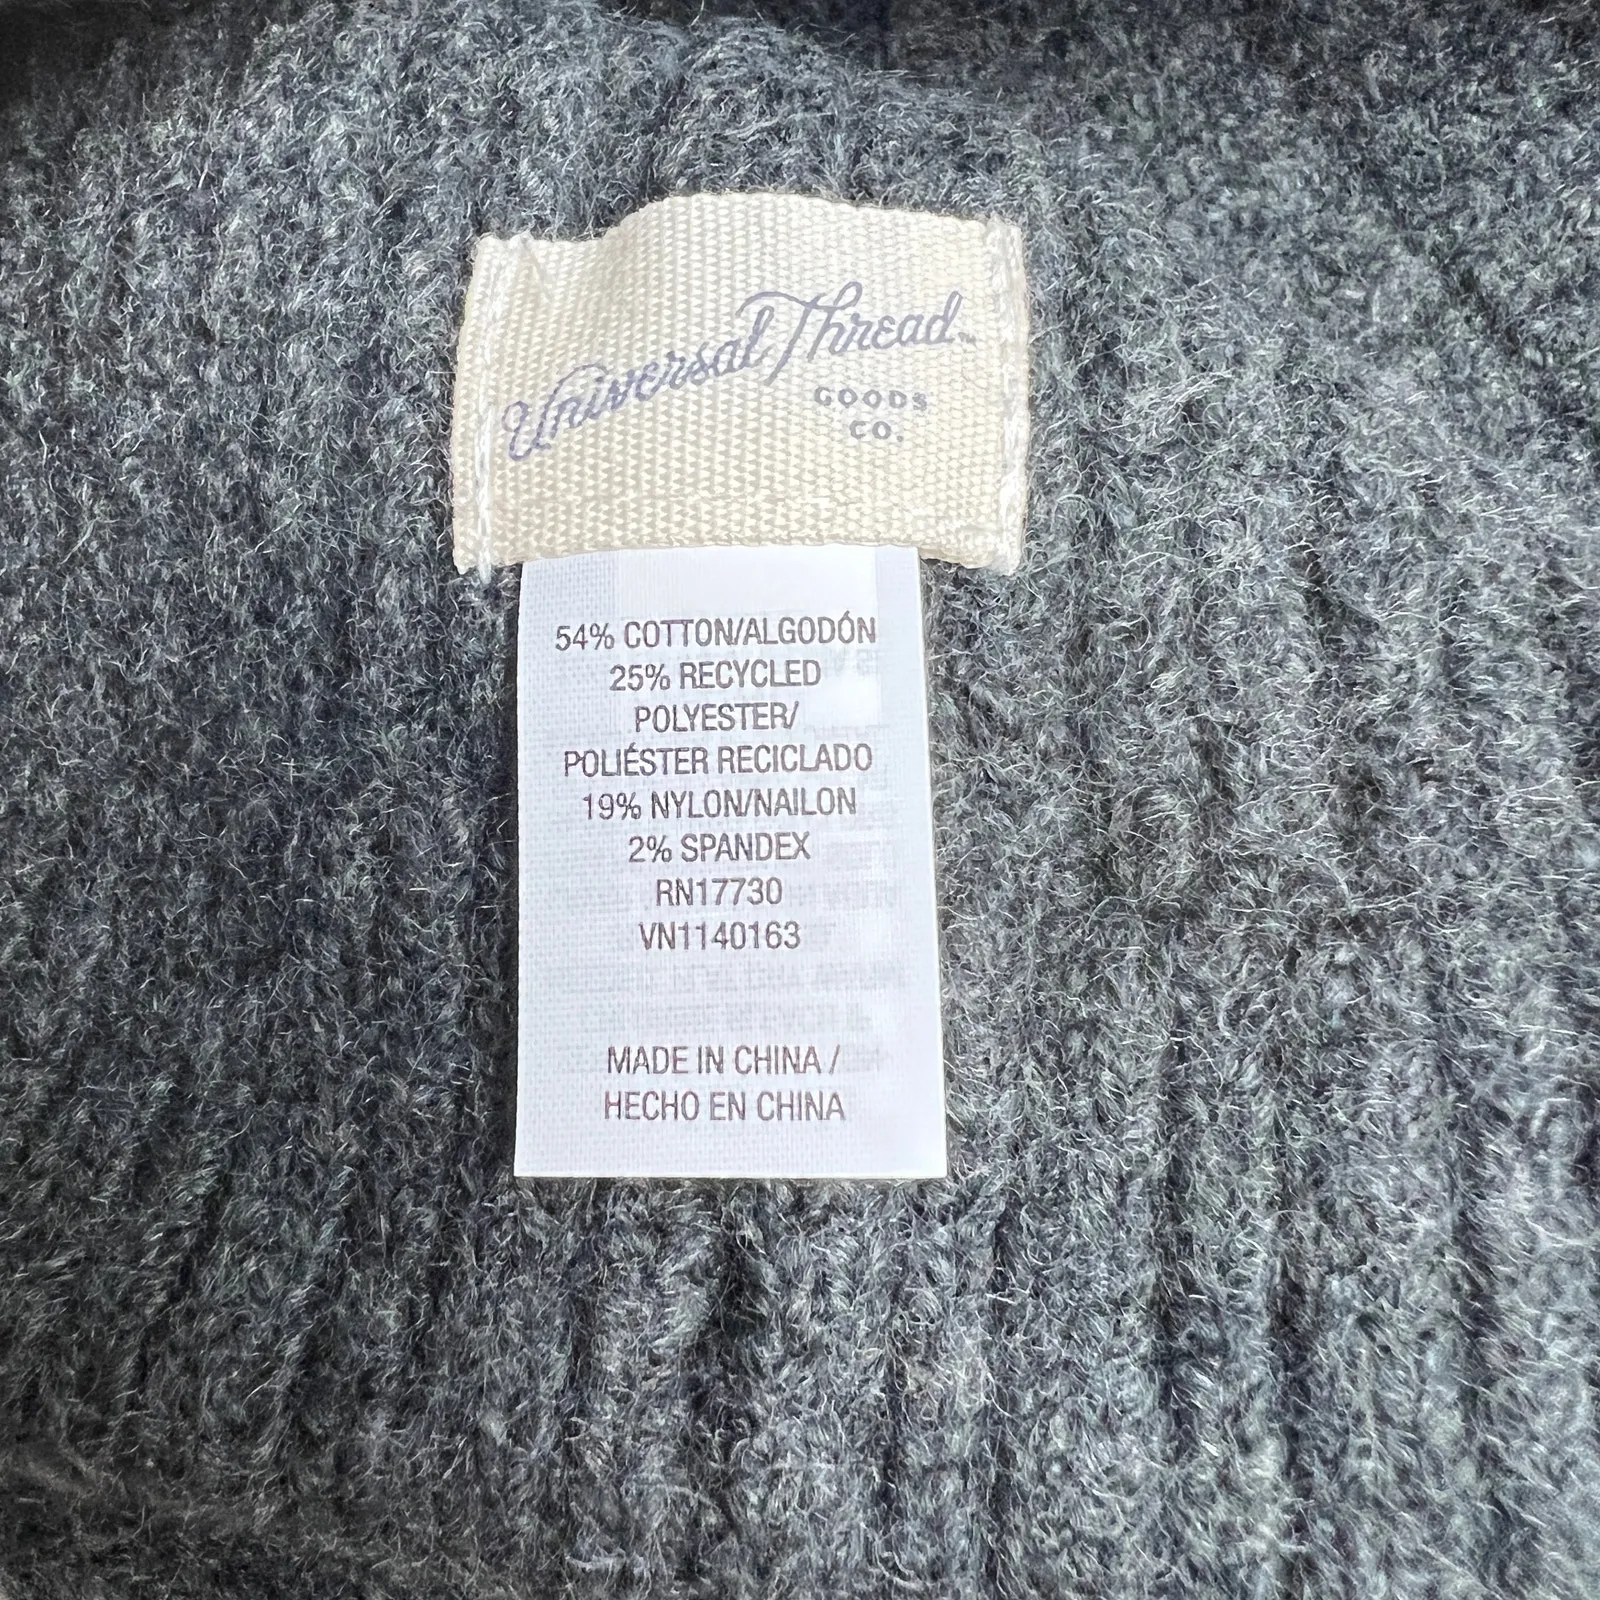 Universal Thread™
GOODS
CO.
54% COTTON/ALGODÓN
25% RECYCLED
POLYESTER/
POLIÉSTER RECICLADO
19% NYLON/NAILON
2% SPANDEX
RN17730
VN1140163
MADE IN CHINA /
HECHO EN CHINA